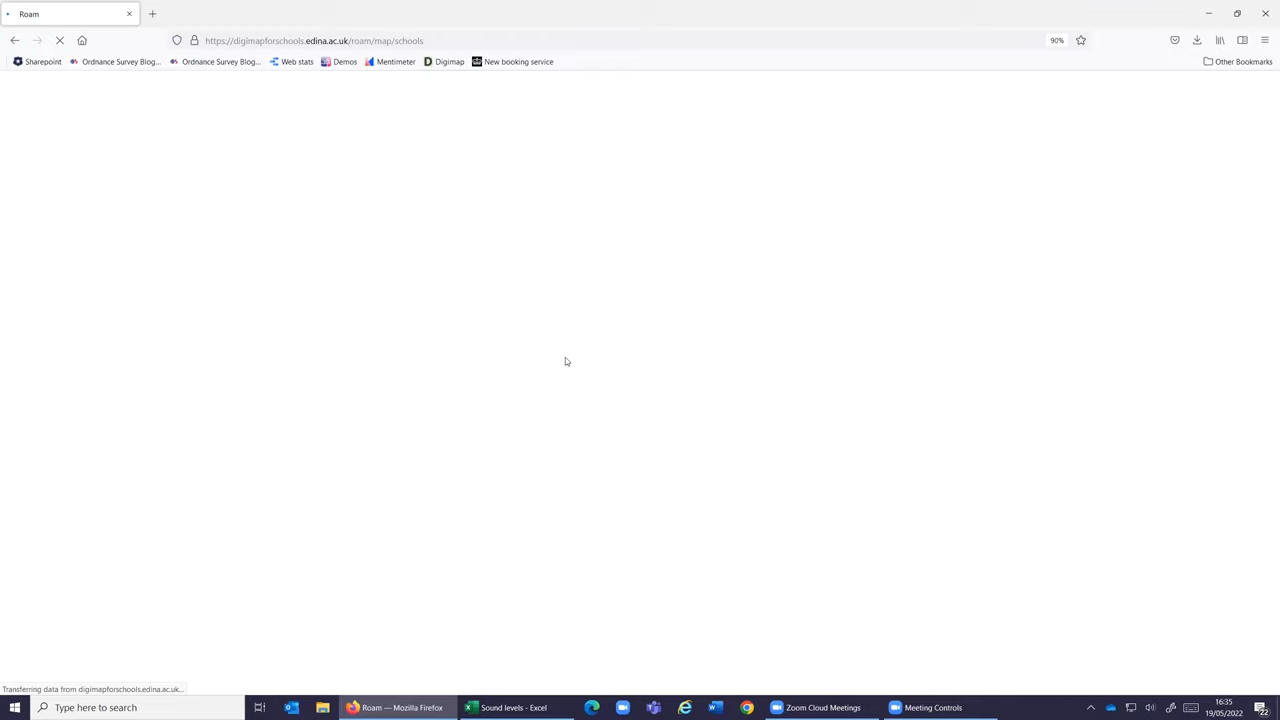 Roam
https://digimapforschools.edina.ac.uk/roam/map/schools
90%
Sharepoint Ordnance Survey Blog... Ordnance Survey Blog... Web stats Demos Mentimeter Digimap New booking service Other Bookmarks
Transferring data from digimapforschools.edina.ac.uk...
Type here to search Roam — Mozilla Firefox Sound levels - Excel Zoom Cloud Meetings Meeting Controls 16:35
19/05/2022 22